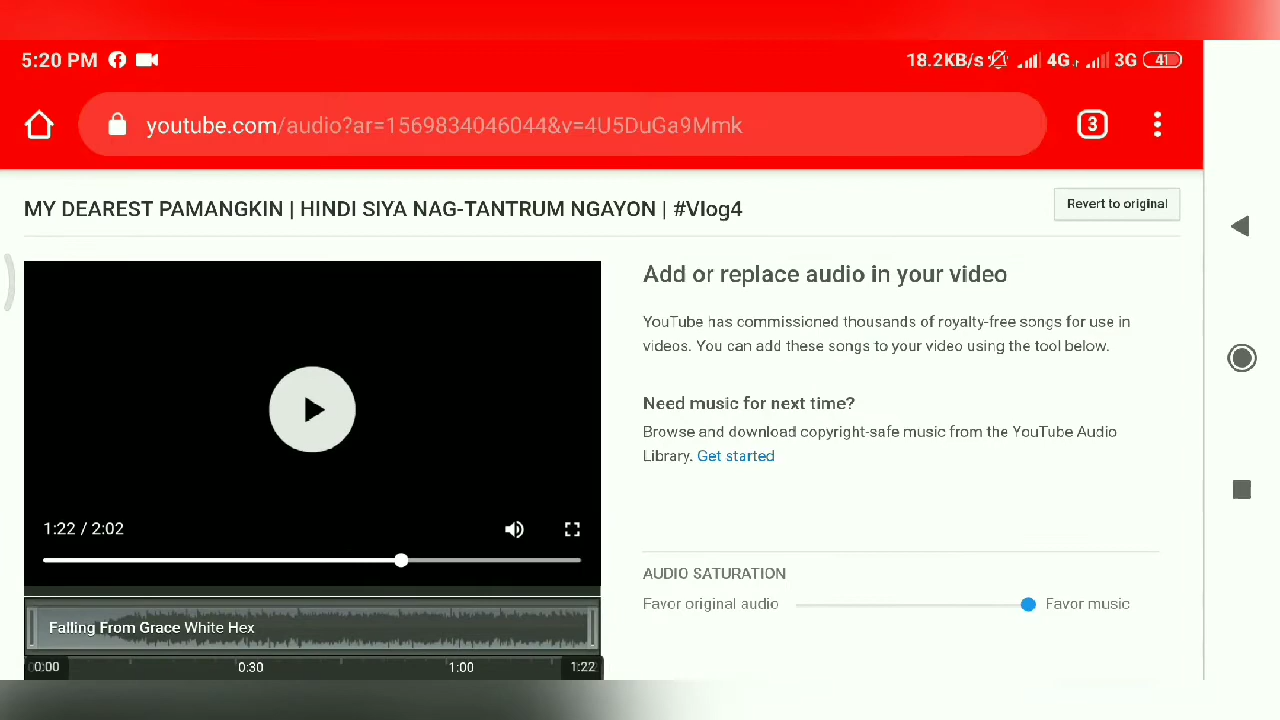 5:20 PM
18.2KB/s 4G 3G 41
youtube.com/audio?ar=1569834046044&v=4U5DuGa9Mmk
3
MY DEAREST PAMANGKIN | HINDI SIYA NAG-TANTRUM NGAYON | #Vlog4
Revert to original
Add or replace audio in your video
YouTube has commissioned thousands of royalty-free songs for use in
videos. You can add these songs to your video using the tool below.
Need music for next time?
Browse and download copyright-safe music from the YouTube Audio
Library. Get started
1:22 / 2:02
AUDIO SATURATION
Favor original audio
Favor music
Falling From Grace White Hex
0:00 0:30 1:00 1:22